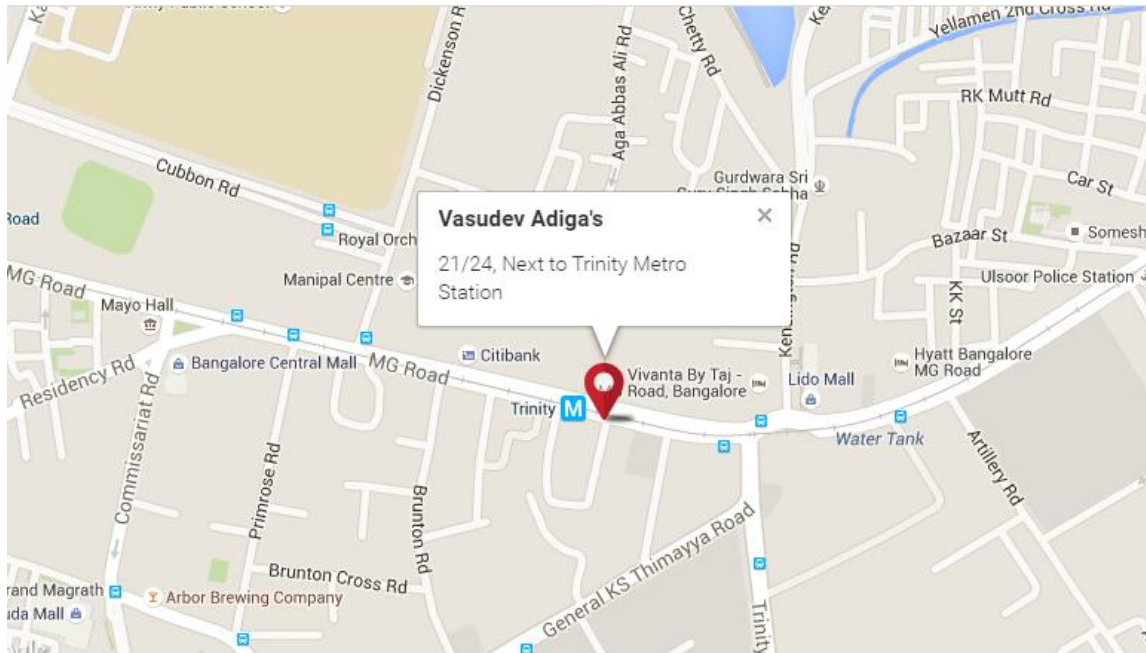 Army Public School
Dickenson R
Aga Abbas Ali Rd
Chetty Rd
Yellamen 2nd Cross Rd
RK Mutt Rd
Cubbon Rd
Gurdwara Sri
Car St
Road
Royal Orch
Vasudev Adiga's
21/24, Next to Trinity Metro
Station
Bazaar St
Somesh
MG Road
Manipal Centre
Ulsoor Police Station
KK St
Mayo Hall
Residency Rd
Bangalore Central Mall
MG Road
Citibank
Vivanta By Taj -
Road, Bangalore
Lido Mall
Hyatt Bangalore
MG Road
Trinity
M
Water Tank
Commissariat Rd
Primrose Rd
Brunton Rd
Artillery Rd
Brunton Cross Rd
General KS Thimayya Road
rand Magrath
uda Mall
Arbor Brewing Company
Trinity